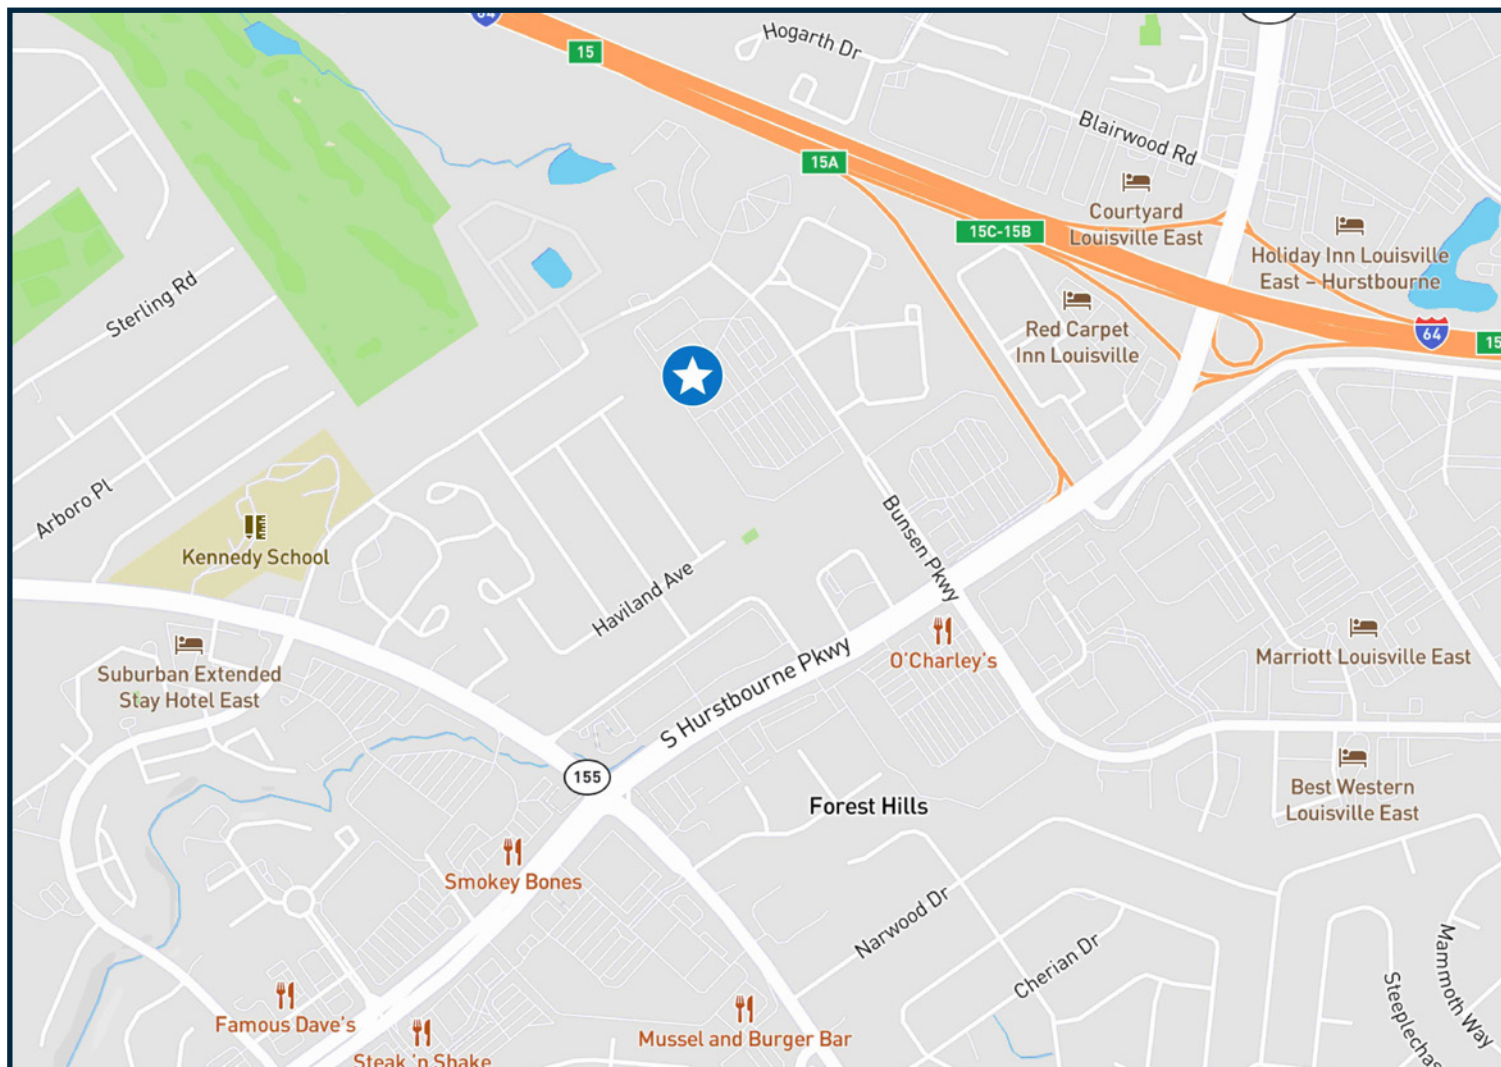 64
15
Hogarth Dr
Blairwood Rd
15A
Courtyard
Louisville East
15C-15B
Holiday Inn Louisville
East – Hurstbourne
Sterling Rd
Red Carpet
Inn Louisville
64
15
Arboro Pl
Kennedy School
Bunsen Pkwy
Haviland Ave
S Hurstbourne Pkwy
O'Charley's
Marriott Louisville East
Suburban Extended
Stay Hotel East
155
Forest Hills
Best Western
Louisville East
Smokey Bones
Narwood Dr
Cherian Dr
Mammoth Way
Steeplechas
Famous Dave's
Mussel and Burger Bar
Steak 'n Shake